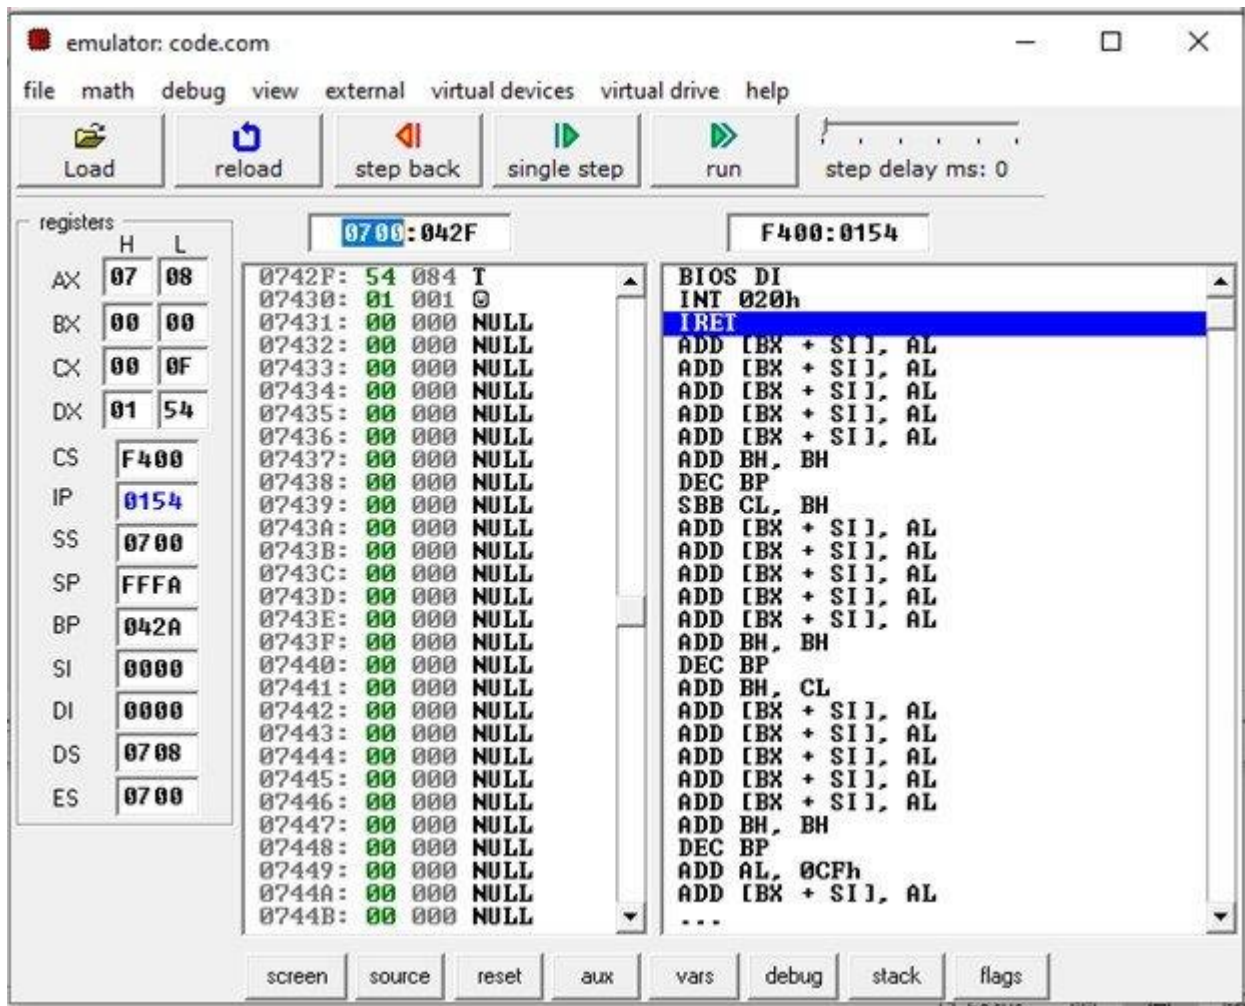 emulator: code.com
file math debug view external virtual devices virtual drive help
Load reload step back single step run step delay ms: 0
registers
H L
AX 07 08
BX 00 00
CX 00 0F
DX 01 54
CS F400
IP 0154
SS 0700
SP FFFA
BP 042A
SI 0000
DI 0000
DS 0708
ES 0700
0700:042F
0742F: 54 084 T
07430: 01 001 ☺
07431: 00 000 NULL
07432: 00 000 NULL
07433: 00 000 NULL
07434: 00 000 NULL
07435: 00 000 NULL
07436: 00 000 NULL
07437: 00 000 NULL
07438: 00 000 NULL
07439: 00 000 NULL
0743A: 00 000 NULL
0743B: 00 000 NULL
0743C: 00 000 NULL
0743D: 00 000 NULL
0743E: 00 000 NULL
0743F: 00 000 NULL
07440: 00 000 NULL
07441: 00 000 NULL
07442: 00 000 NULL
07443: 00 000 NULL
07444: 00 000 NULL
07445: 00 000 NULL
07446: 00 000 NULL
07447: 00 000 NULL
07448: 00 000 NULL
07449: 00 000 NULL
0744A: 00 000 NULL
0744B: 00 000 NULL
F400:0154
BIOS DI
INT 020h
IRET
ADD [BX + SI], AL
ADD [BX + SI], AL
ADD [BX + SI], AL
ADD [BX + SI], AL
ADD [BX + SI], AL
ADD BH, BH
DEC BP
SBB CL, BH
ADD [BX + SI], AL
ADD [BX + SI], AL
ADD [BX + SI], AL
ADD [BX + SI], AL
ADD [BX + SI], AL
ADD BH, BH
DEC BP
ADD BH, CL
ADD [BX + SI], AL
ADD [BX + SI], AL
ADD [BX + SI], AL
ADD [BX + SI], AL
ADD [BX + SI], AL
ADD BH, BH
DEC BP
ADD AL, 0CFh
ADD [BX + SI], AL
...
screen source reset aux vars debug stack flags